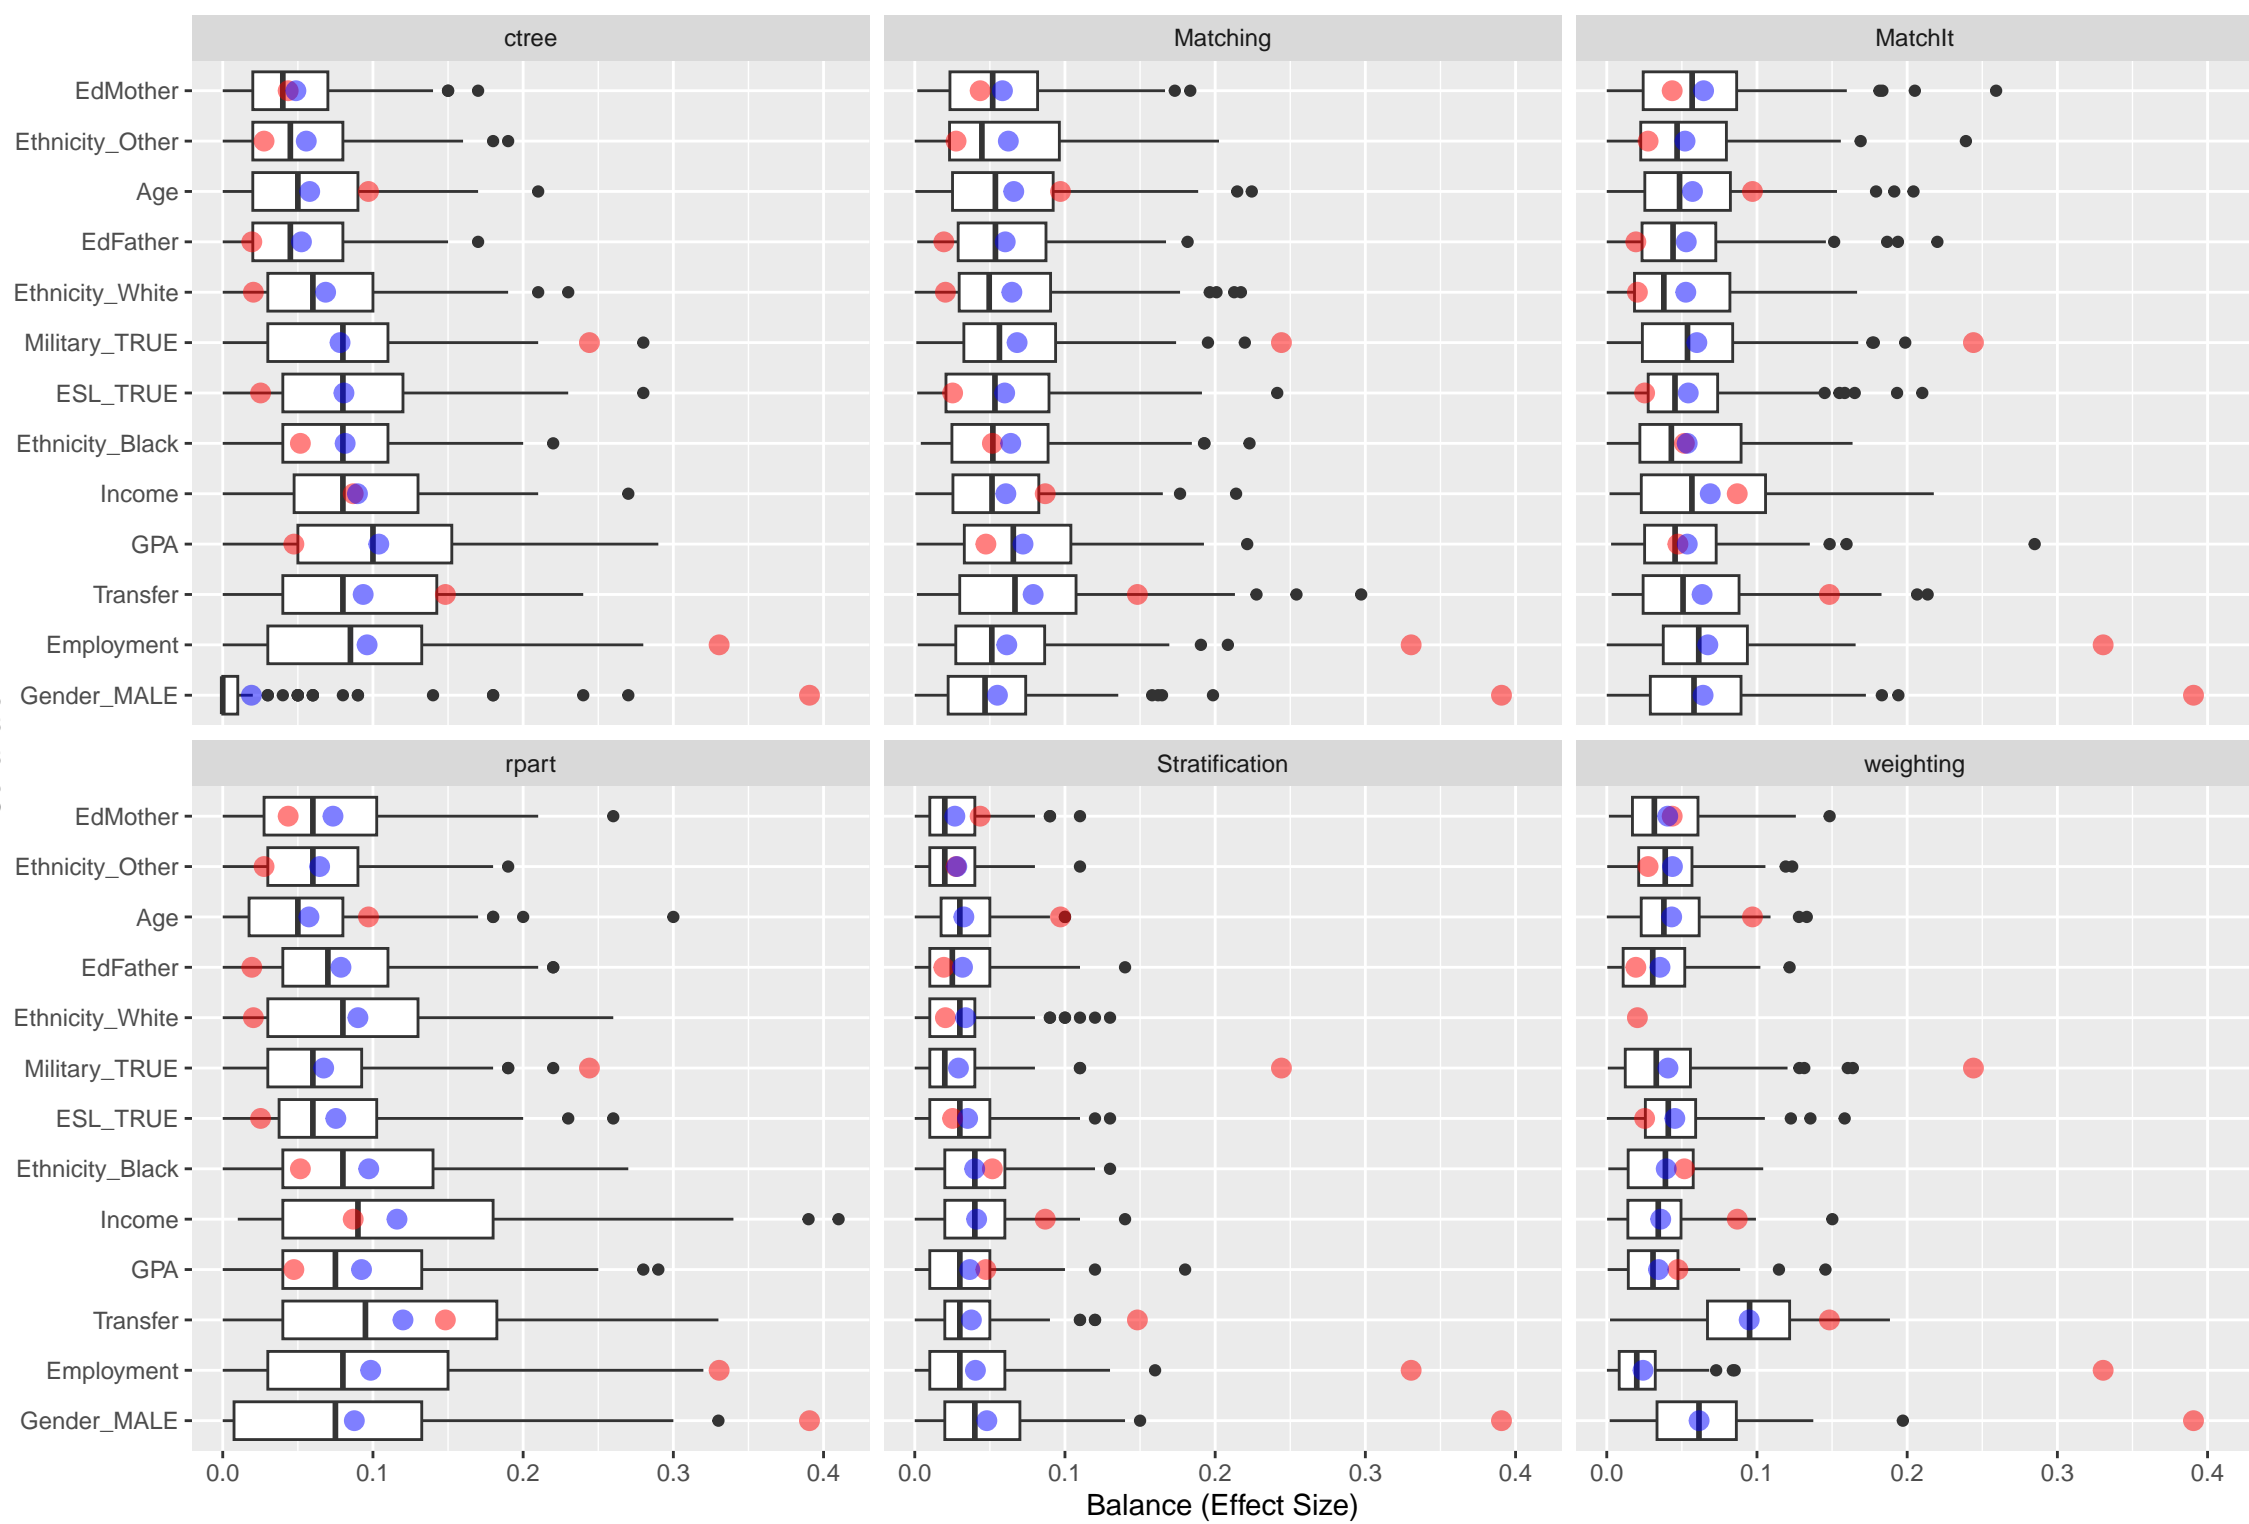 ctree Matching MatchIt
EdMother
Ethnicity_Other
Age
EdFather
Ethnicity_White
Military_TRUE
ESL_TRUE
Ethnicity_Black
Income
GPA
Transfer
Employment
Gender_MALE
rpart Stratification weighting
EdMother
Ethnicity_Other
Age
EdFather
Ethnicity_White
Military_TRUE
ESL_TRUE
Ethnicity_Black
Income
GPA
Transfer
Employment
Gender_MALE
0.0 0.1 0.2 0.3 0.4 0.0 0.1 0.2 0.3 0.4 0.0 0.1 0.2 0.3 0.4
Balance (Effect Size)